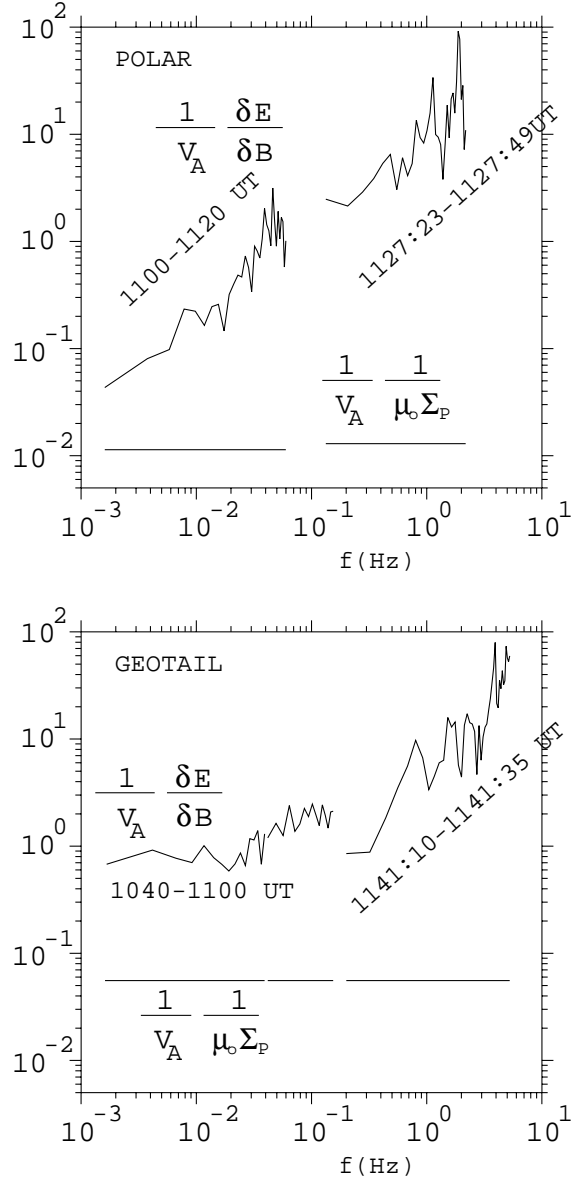 10^2
POLAR
1 δE
V_A δB
10^1
1100-1120 UT
1127:23-1127:49UT
10^0
10^-1
1 1
V_A μ_oΣ_P
10^-2
10^-3 10^-2 10^-1 10^0 10^1
f(Hz)
10^2
GEOTAIL
10^1
1 δE
V_A δB
10^0
1040-1100 UT
1141:10-1141:35 UT
10^-1
1 1
V_A μ_oΣ_P
10^-2
10^-3 10^-2 10^-1 10^0 10^1
f(Hz)